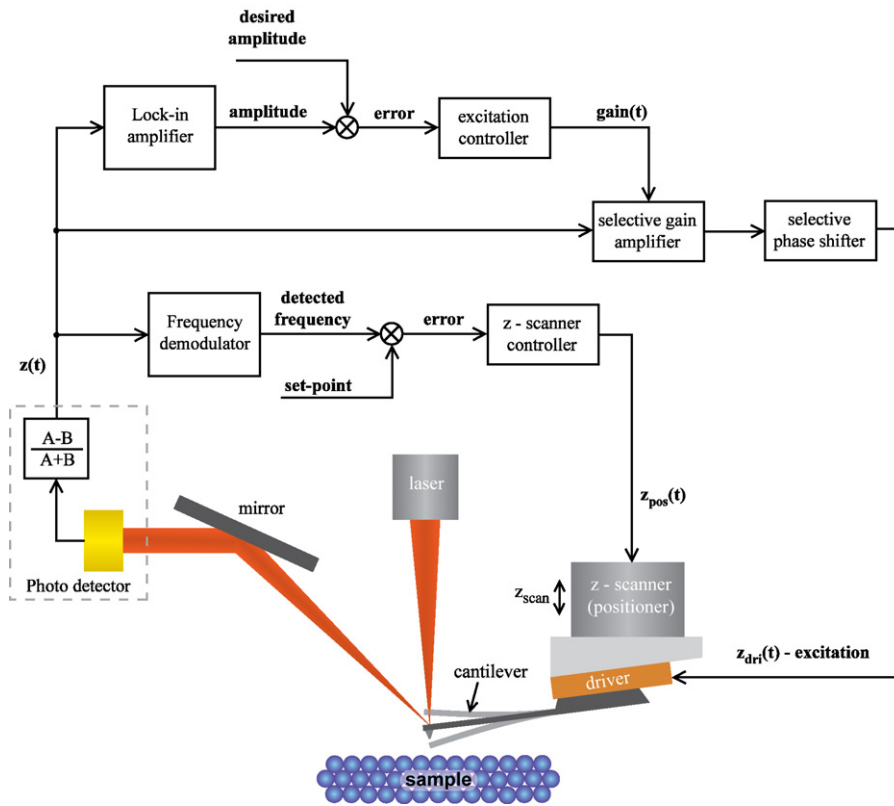 desired
amplitude
Lock-in
amplifier
amplitude
error
excitation
controller
gain(t)
selective gain
amplifier
selective
phase shifter
Frequency
demodulator
detected
frequency
error
z - scanner
controller
set-point
z(t)
A-B
A+B
Photo detector
mirror
laser
z_pos(t)
z_scan
z - scanner
(positioner)
driver
z_dri(t) - excitation
cantilever
sample